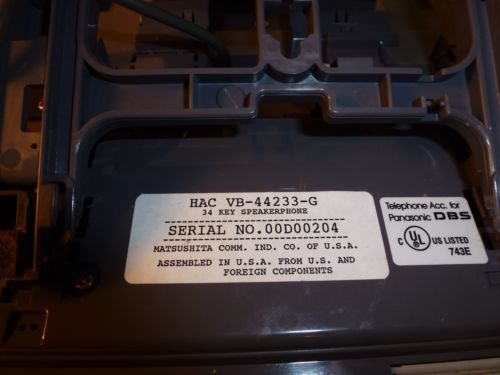 HAC VB-44233-G
34 KEY SPEAKERPHONE
SERIAL NO.00D00204
MATSUSHITA COMM. IND. CO. OF U.S.A.
ASSEMBLED IN U.S.A. FROM U.S. AND
FOREIGN COMPONENTS
Telephone Acc. for
Panasonic DBS
C UL US LISTED
743E